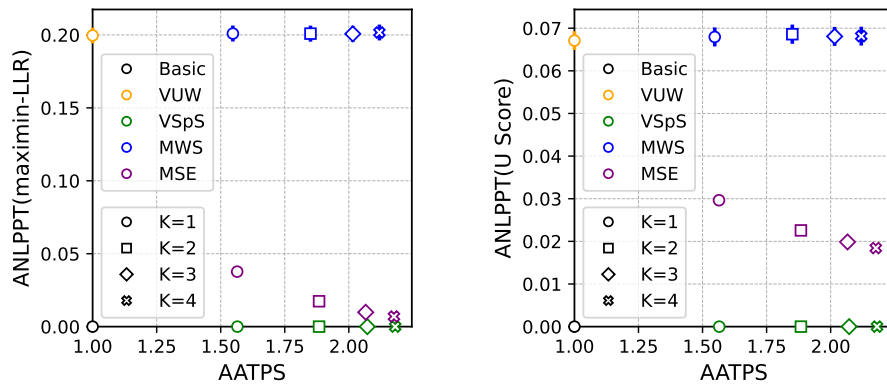 ANLPPT(maximin-LLR)
0.20
0.15
0.10
0.05
0.00
Basic
VUW
VSpS
MWS
MSE
K=1
K=2
K=3
K=4
1.00 1.25 1.50 1.75 2.00
AATPS
ANLPPT(U Score)
0.07
0.06
0.05
0.04
0.03
0.02
0.01
0.00
Basic
VUW
VSpS
MWS
MSE
K=1
K=2
K=3
K=4
1.00 1.25 1.50 1.75 2.00
AATPS